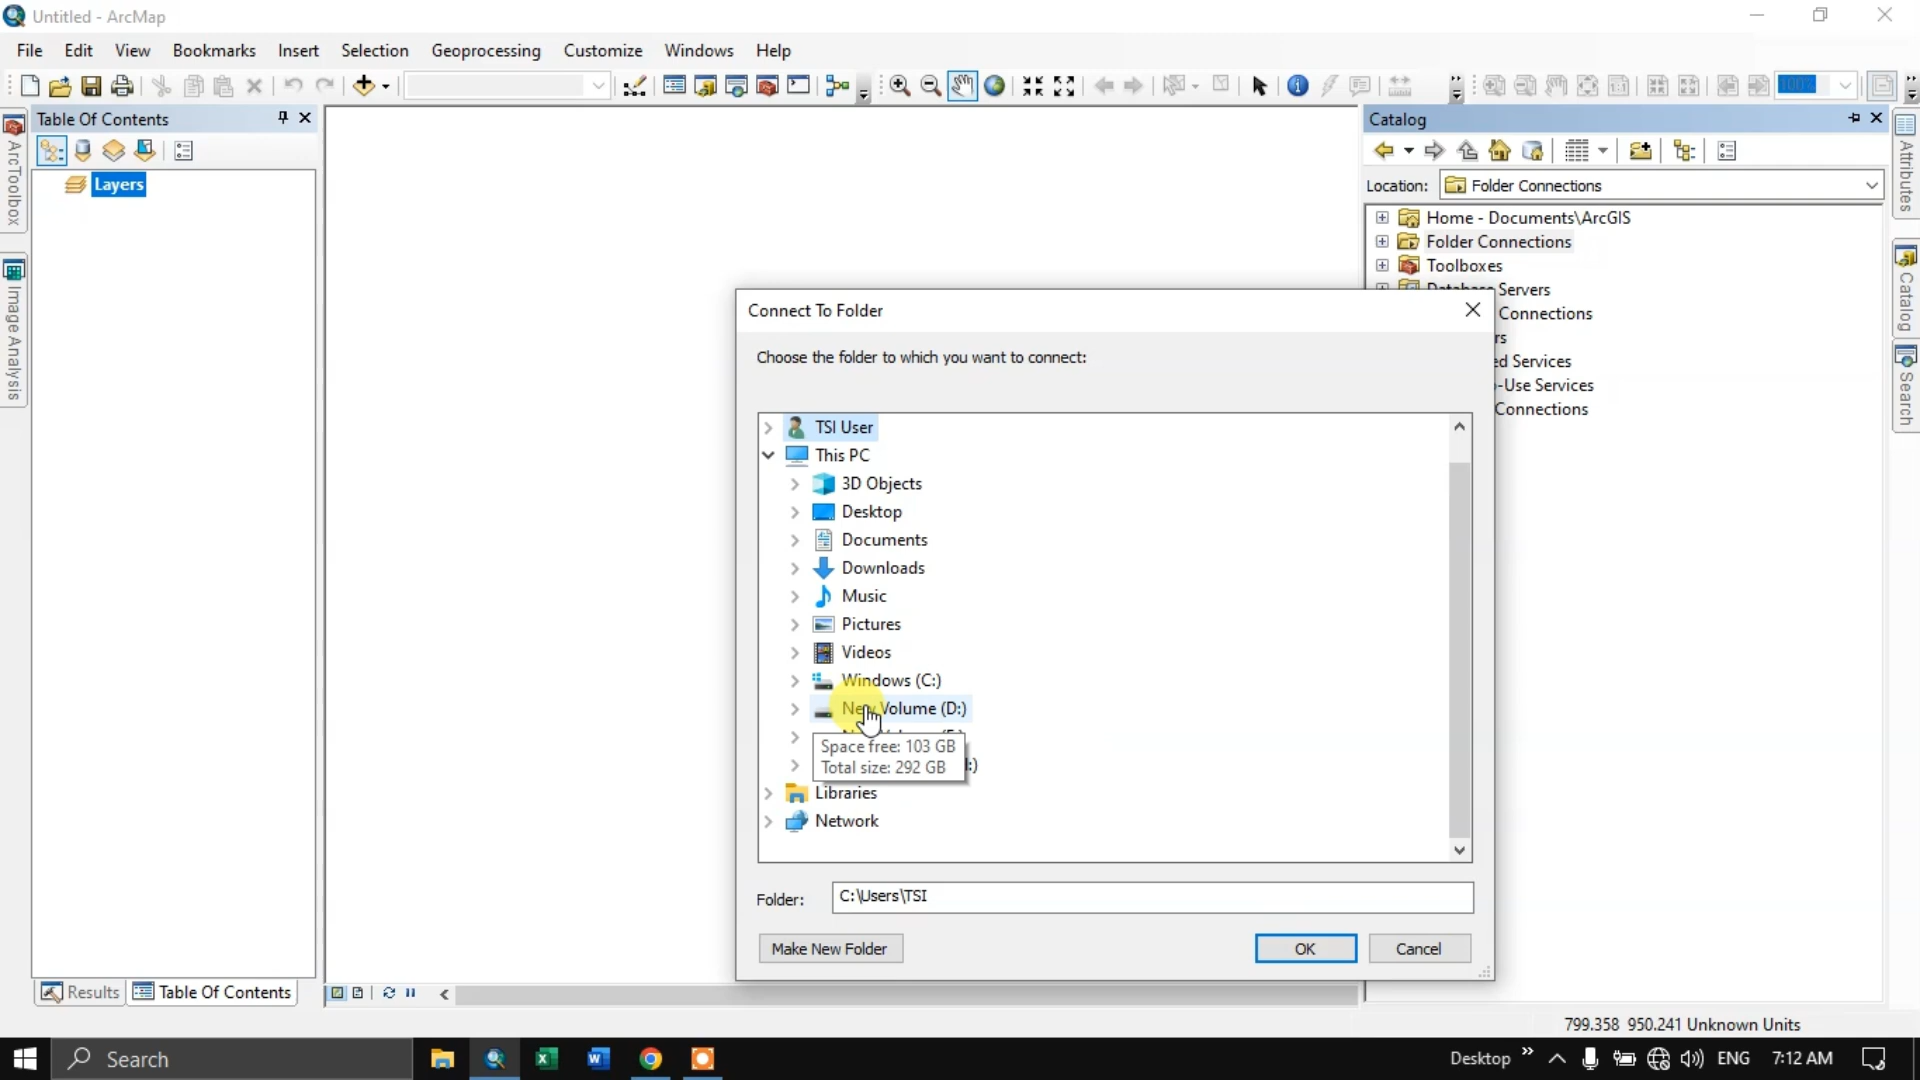 Untitled - ArcMap
File Edit View Bookmarks Insert Selection Geoprocessing Customize Windows Help
100%
Table Of Contents
Layers
ArcToolbox
Image Analysis
Results Table Of Contents
Catalog
Location: Folder Connections
Home - Documents\ArcGIS
Folder Connections
Toolboxes
Database Servers
Connections
rs
ed Services
-Use Services
Connections
Attributes
Catalog
Search
Connect To Folder
Choose the folder to which you want to connect:
TSI User
This PC
3D Objects
Desktop
Documents
Downloads
Music
Pictures
Videos
Windows (C:)
New Volume (D:)
Space free: 103 GB
Total size: 292 GB
Libraries
Network
Folder: C:\Users\TSI
Make New Folder OK Cancel
799.358 950.241 Unknown Units
Search
Desktop ENG 7:12 AM